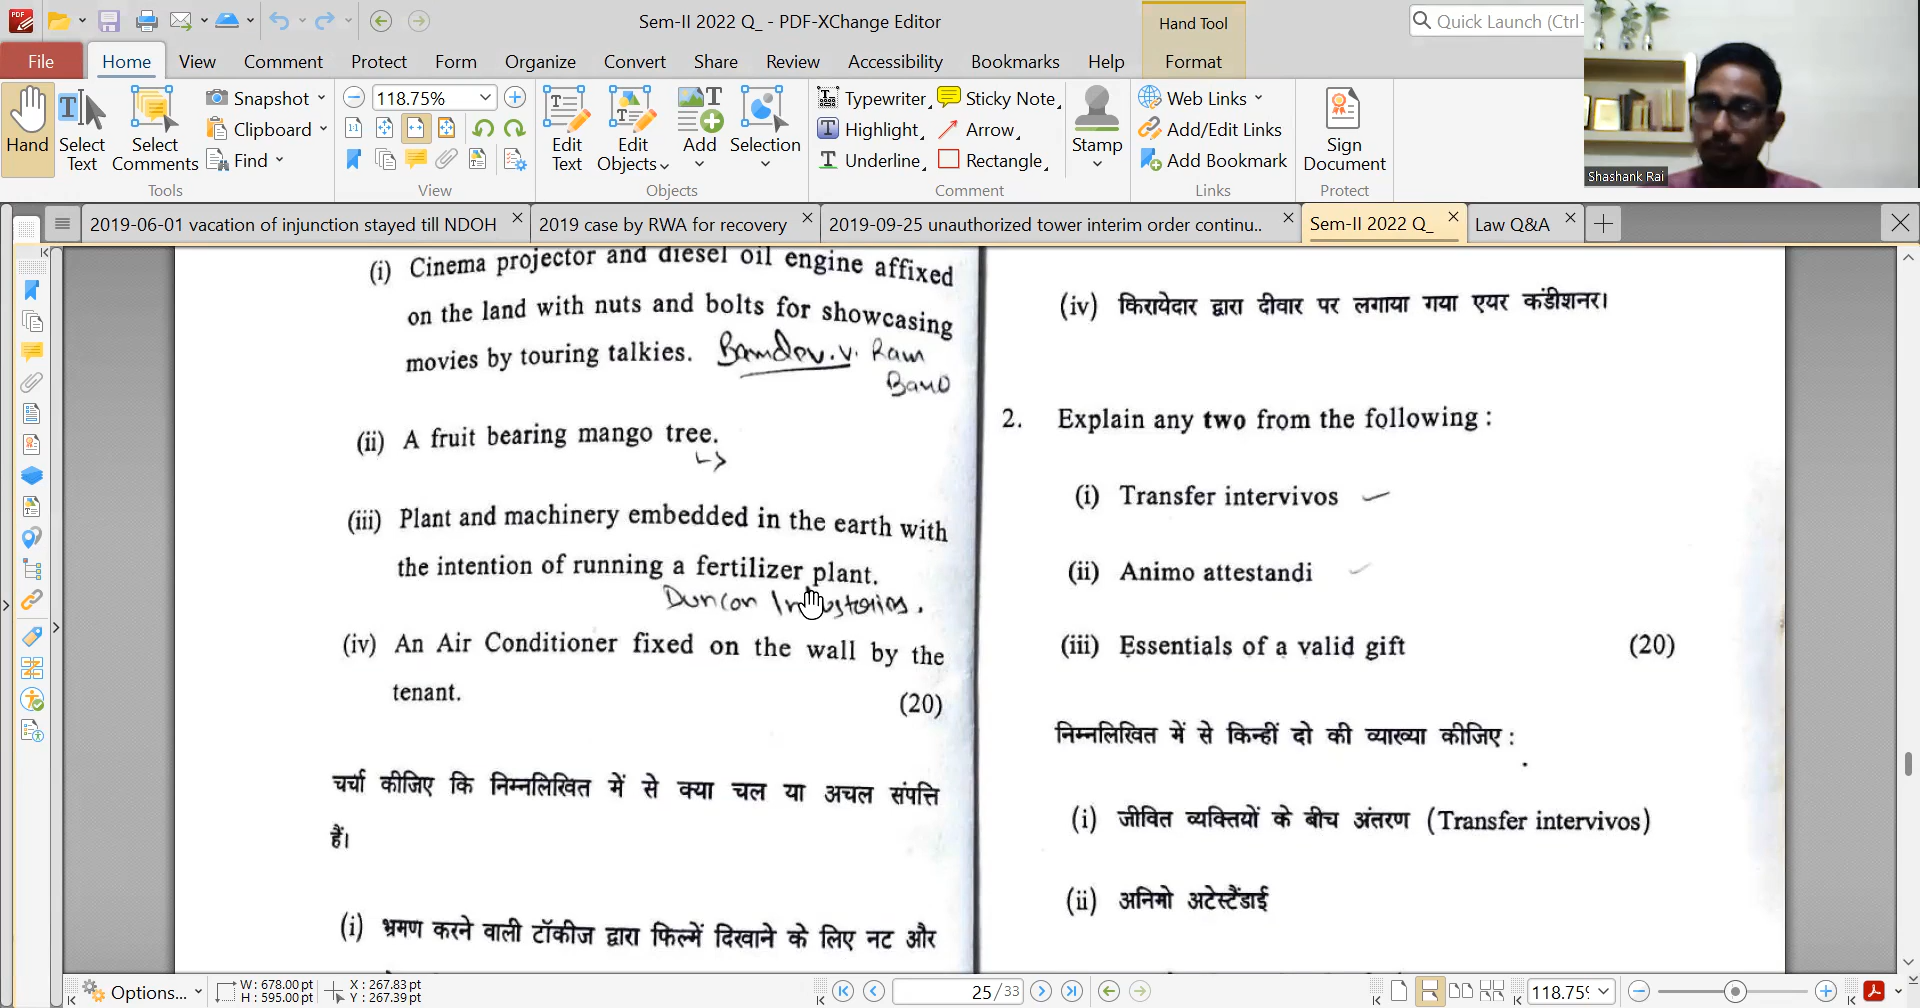 Sem-II 2022 Q_ - PDF-XChange Editor
Hand Tool
Quick Launch (Ctrl-
File
Home
View
Comment
Protect
Form
Organize
Convert
Share
Review
Accessibility
Bookmarks
Help
Format
Hand
Select Text
Select Comments
Snapshot
Clipboard
Find
Tools
118.75%
View
Edit Text
Edit Objects
Add
Selection
Objects
Typewriter
Highlight
Underline
Sticky Note
Arrow
Rectangle
Comment
Stamp
Web Links
Add/Edit Links
Add Bookmark
Links
Sign Document
Protect
Shashank Rai
2019-06-01 vacation of injunction stayed till NDOH
2019 case by RWA for recovery
2019-09-25 unauthorized tower interim order continu..
Sem-II 2022 Q_
Law Q&A
(i) Cinema projector and diesel oil engine affixed
on the land with nuts and bolts for showcasing
movies by touring talkies. Bamdev. v. Ram
(ii) A fruit bearing mango tree.
(iii) Plant and machinery embedded in the earth with
the intention of running a fertilizer plant.
Duncan
(iv) An Air Conditioner fixed on the wall by the
tenant. (20)
चर्चा कीजिए कि निम्नलिखित में से क्या चल या अचल संपत्ति
हैं।
(i) भ्रमण करने वाली टॉकीज द्वारा फिल्में दिखाने के लिए नट और
(iv) किरायेदार द्वारा दीवार पर लगाया गया एयर कंडीशनर।
2. Explain any two from the following :
(i) Transfer intervivos
(ii) Animo attestandi
(iii) Essentials of a valid gift (20)
निम्नलिखित में से किन्हीं दो की व्याख्या कीजिए :
(i) जीवित व्यक्तियों के बीच अंतरण (Transfer intervivos)
(ii) अनिमो अटेस्टैंडाई
Options...
W: 678.00 pt
H: 595.00 pt
X: 267.83 pt
Y: 267.39 pt
25 / 33
118.75%